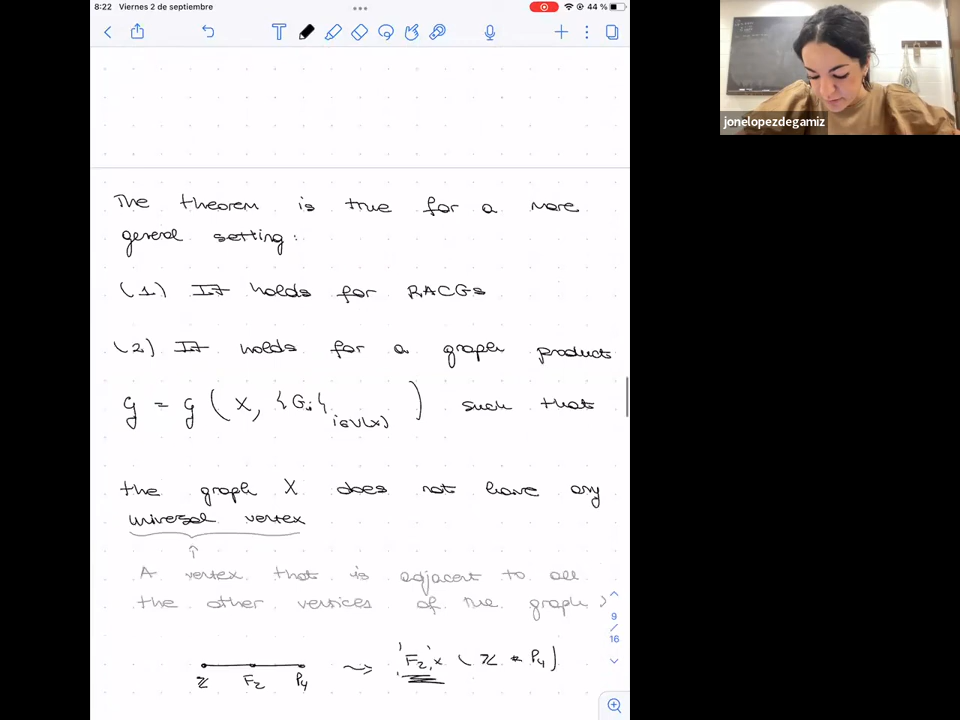 8:22 Viernes 2 de septiembre
44 %
jonelopezdegamiz
The theorem is true for a more
general setting:
(1) It holds for RACGs
(2) It holds for a graph product
G = G ( X, {Gi} i∈V(X) ) such that
the graph X does not have any
universal vertex
A vertex that is adjacent to all
the other vertices of the graph
9
/
16
ℤ F₂ P₄ ⇝ F₂ × ( ℤ * P₄ )